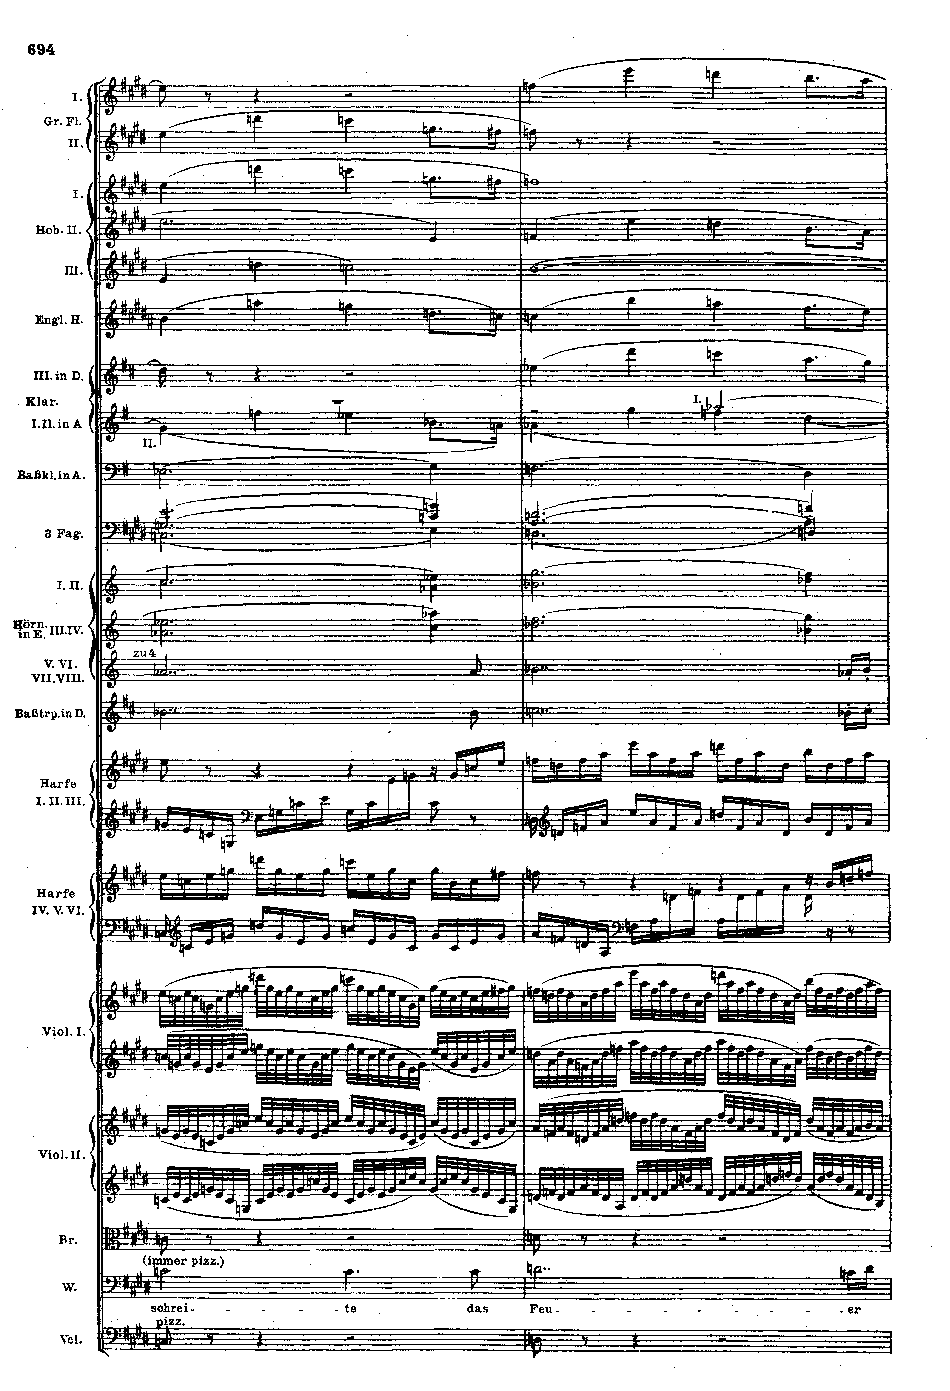 694
I.
Gr. Fl.
II.
I.
Hob. II.
III.
Engl. H.
III. in D.
Klar.
I.
I.II. in A
II.
Baßkl. in A.
3 Fag.
I. II.
Hörn. in E. III.IV.
zu 4
V. VI.
VII. VIII.
Baßtrp. in D.
Harfe
I. II. III.
Harfe
IV. V. VI.
Viol. I.
Viol. II.
Br.
(immer pizz.)
W.
schrei - - - - te das Feu - - - - - - - er
pizz.
Vcl.